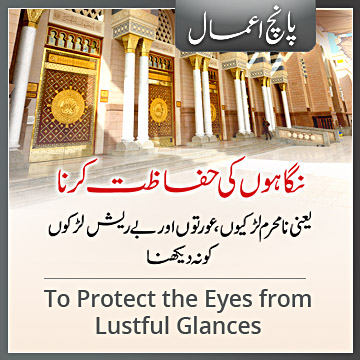 پانچ اعمال
نگاہوں کی حفاظت کرنا
یعنی نامحرم لڑکیوں، عورتوں اور بے ریش لڑکوں
کو نہ دیکھنا
To Protect the Eyes from
Lustful Glances